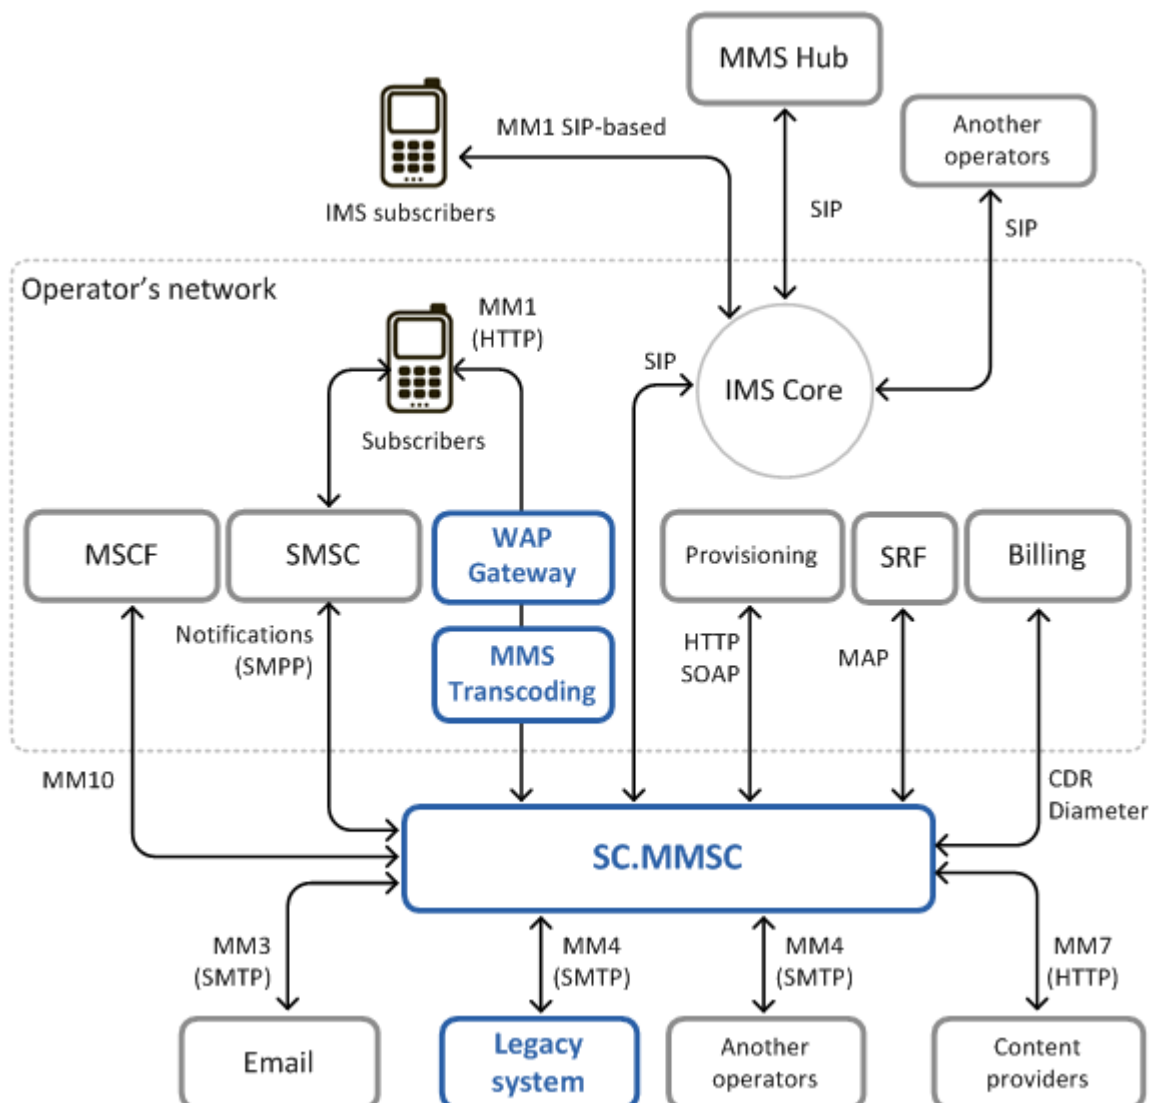 MMS Hub
Another
operators
MM1 SIP-based
IMS subscribers
SIP
SIP
Operator's network
MM1
(HTTP)
SIP
IMS Core
Subscribers
MSCF
SMSC
WAP
Gateway
Provisioning
SRF
Billing
Notifications
(SMPP)
MMS
Transcoding
HTTP
SOAP
MAP
MM10
CDR
Diameter
SC.MMSC
MM3
(SMTP)
MM4
(SMTP)
MM4
(SMTP)
MM7
(HTTP)
Email
Legacy
system
Another
operators
Content
providers